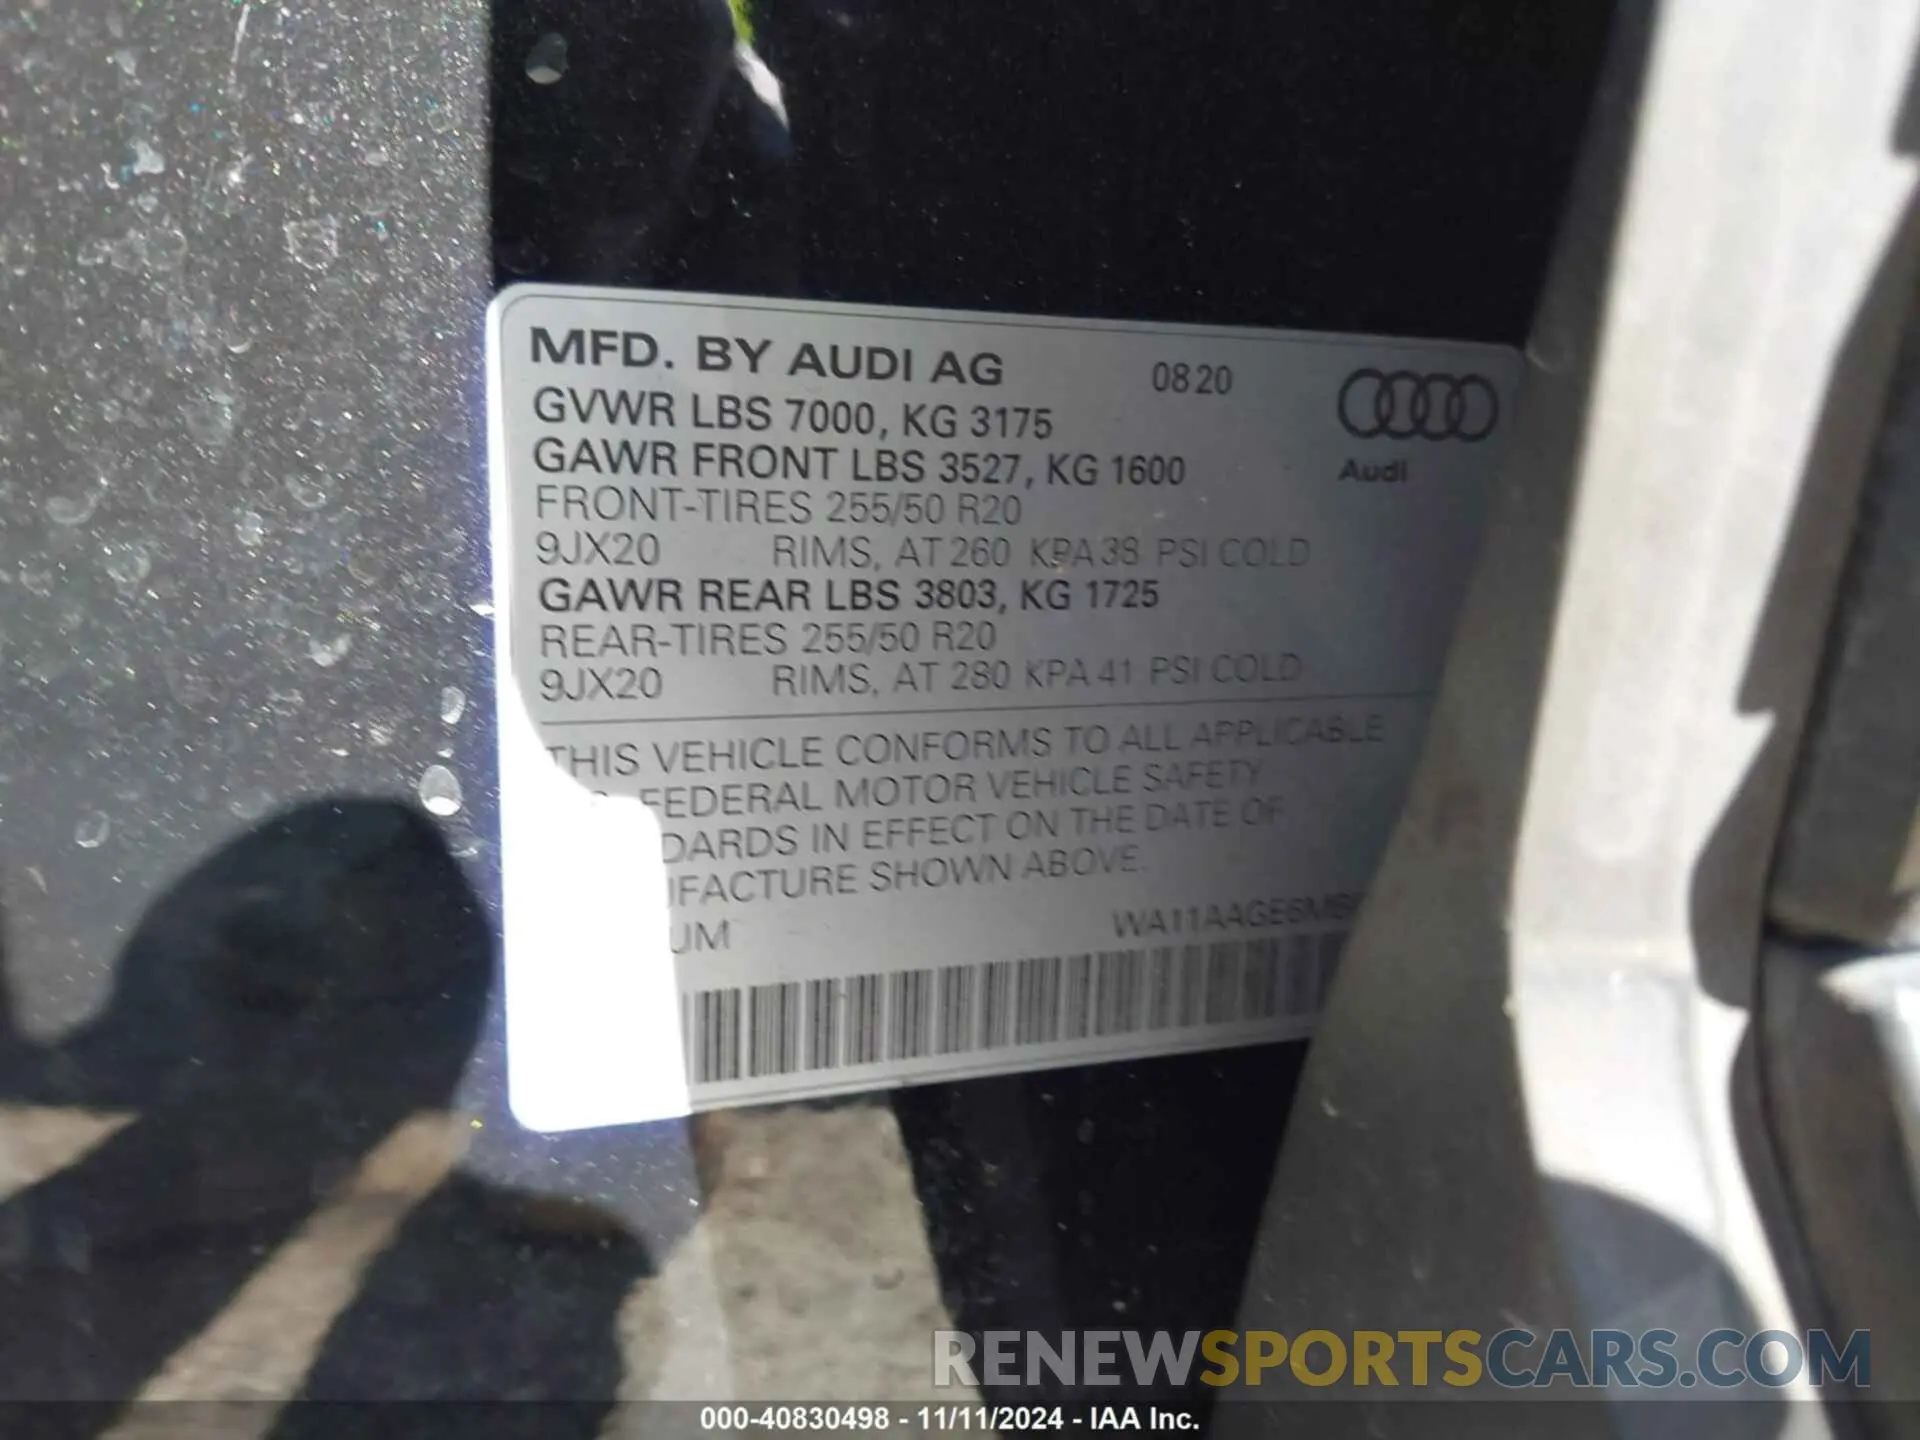 MFD. BY AUDI AG 0820
GVWR LBS 7000, KG 3175
GAWR FRONT LBS 3527, KG 1600
Audi
FRONT-TIRES 255/50 R20
9JX20 RIMS, AT 260 KPA 38 PSI COLD
GAWR REAR LBS 3803, KG 1725
REAR-TIRES 255/50 R20
9JX20 RIMS, AT 280 KPA 41 PSI COLD
THIS VEHICLE CONFORMS TO ALL APPLICABLE
FEDERAL MOTOR VEHICLE SAFETY
DARDS IN EFFECT ON THE DATE OF
UFACTURE SHOWN ABOVE.
UM WA11AAGE6MB
RENEWSPORTSCARS.COM
000-40830498 - 11/11/2024 - IAA Inc.